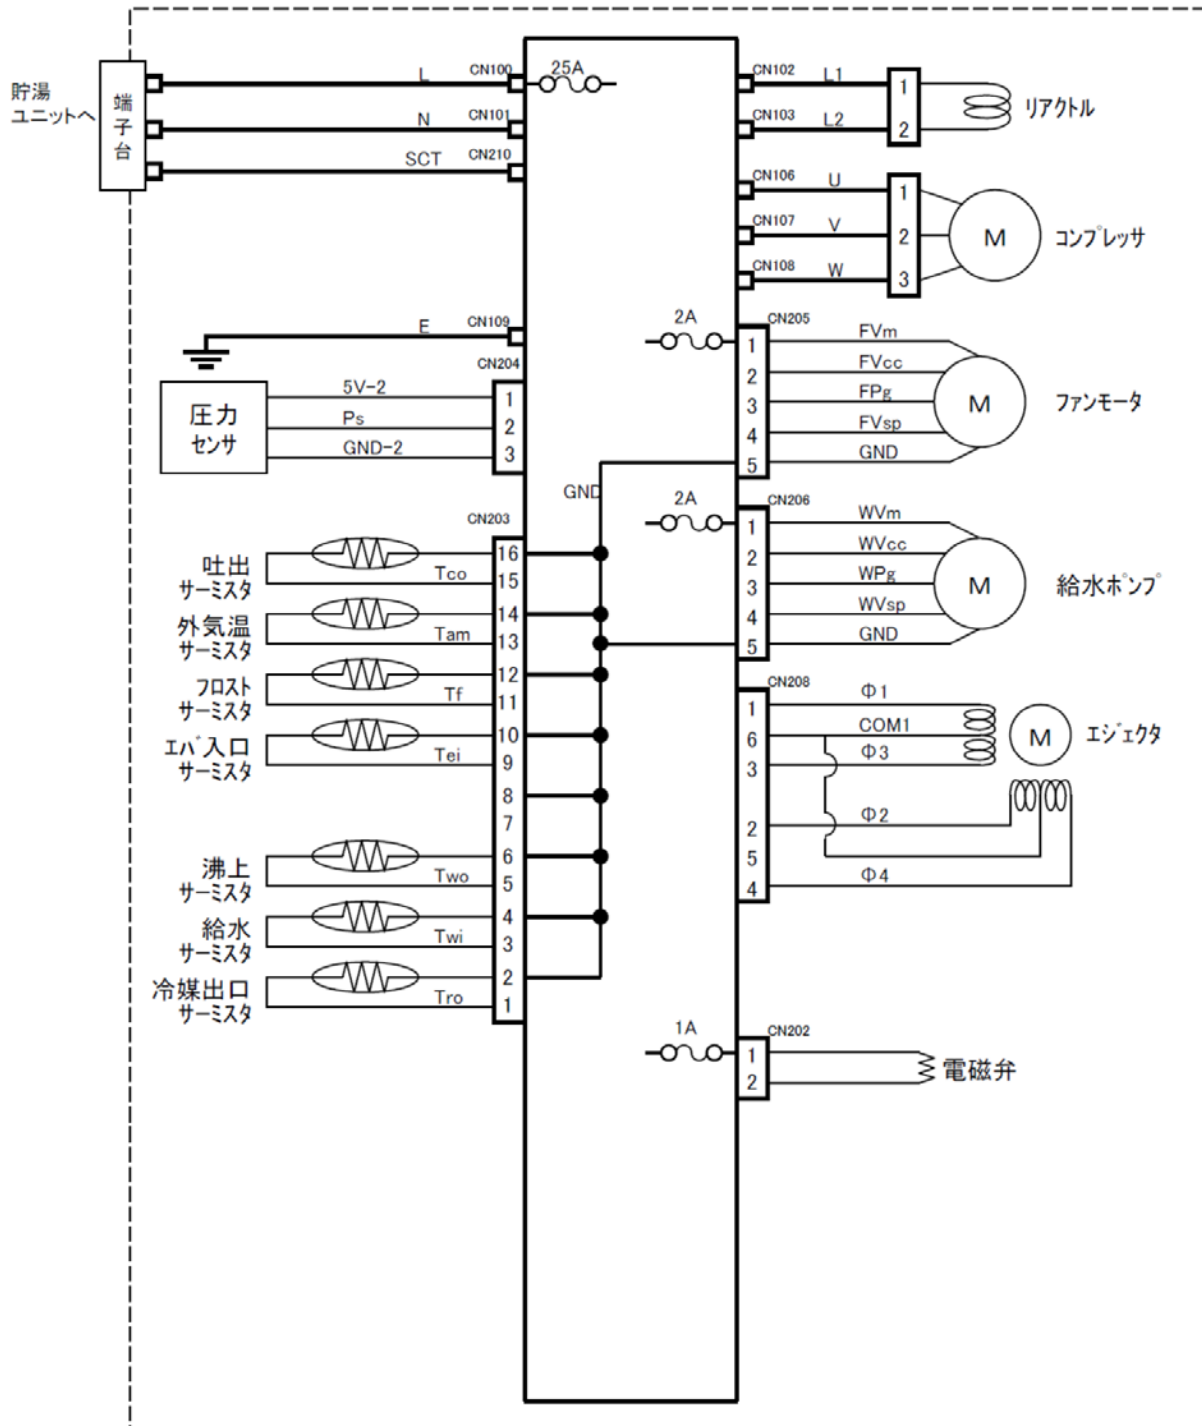 貯湯
ユニットへ
端子台
L
N
SCT
CN100
CN101
CN210
25A
E
CN109
CN204
圧力
センサ
5V-2
Ps
GND-2
1
2
3
GND
CN203
吐出
サーミスタ
Tco
16
15
外気温
サーミスタ
Tam
14
13
フロスト
サーミスタ
Tf
12
11
エバ入口
サーミスタ
Tei
10
9
8
7
沸上
サーミスタ
Two
6
5
給水
サーミスタ
Twi
4
3
冷媒出口
サーミスタ
Tro
2
1
CN102
L1
1
CN103
L2
2
リアクトル
CN106
U
1
CN107
V
2
CN108
W
3
M
コンプレッサ
2A
CN205
1
2
3
4
5
FVm
FVcc
FPg
FVsp
GND
M
ファンモータ
2A
CN206
1
2
3
4
5
WVm
WVcc
WPg
WVsp
GND
M
給水ポンプ
CN208
1
6
3
2
5
4
Φ1
COM1
Φ3
Φ2
Φ4
M
エジェクタ
1A
CN202
1
2
電磁弁